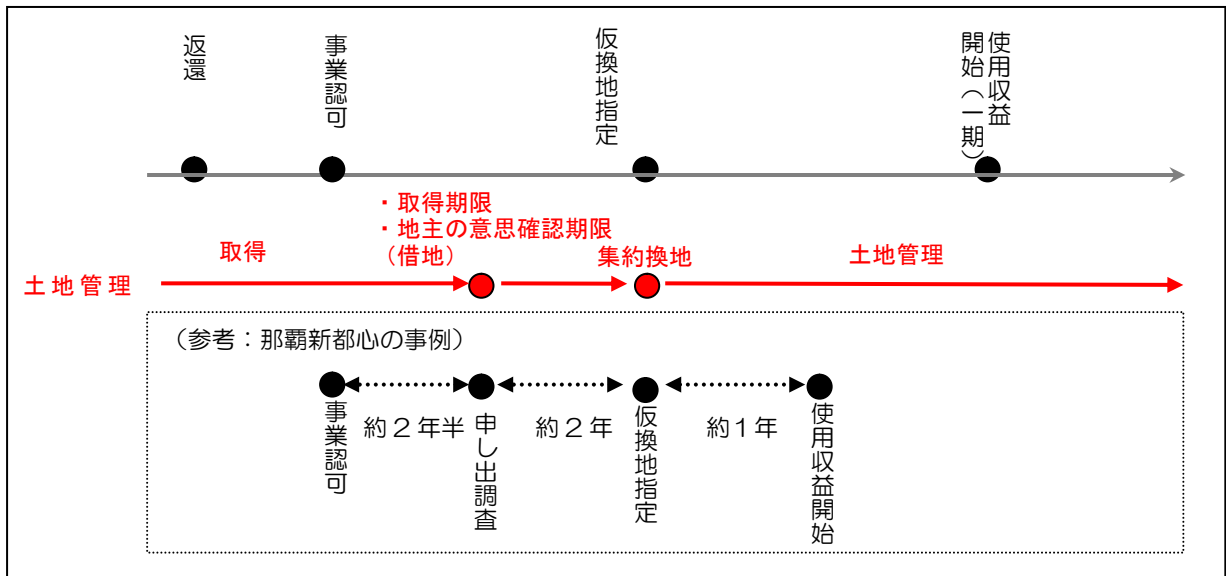 返還
事業認可
仮換地指定
使用収益
開始（一期）
・取得期限
・地主の意思確認期限
（借地）
取得
集約換地
土地管理
土地管理
（参考：那覇新都心の事例）
約２年半
約２年
約１年
事業認可
申し出調査
仮換地指定
使用収益開始